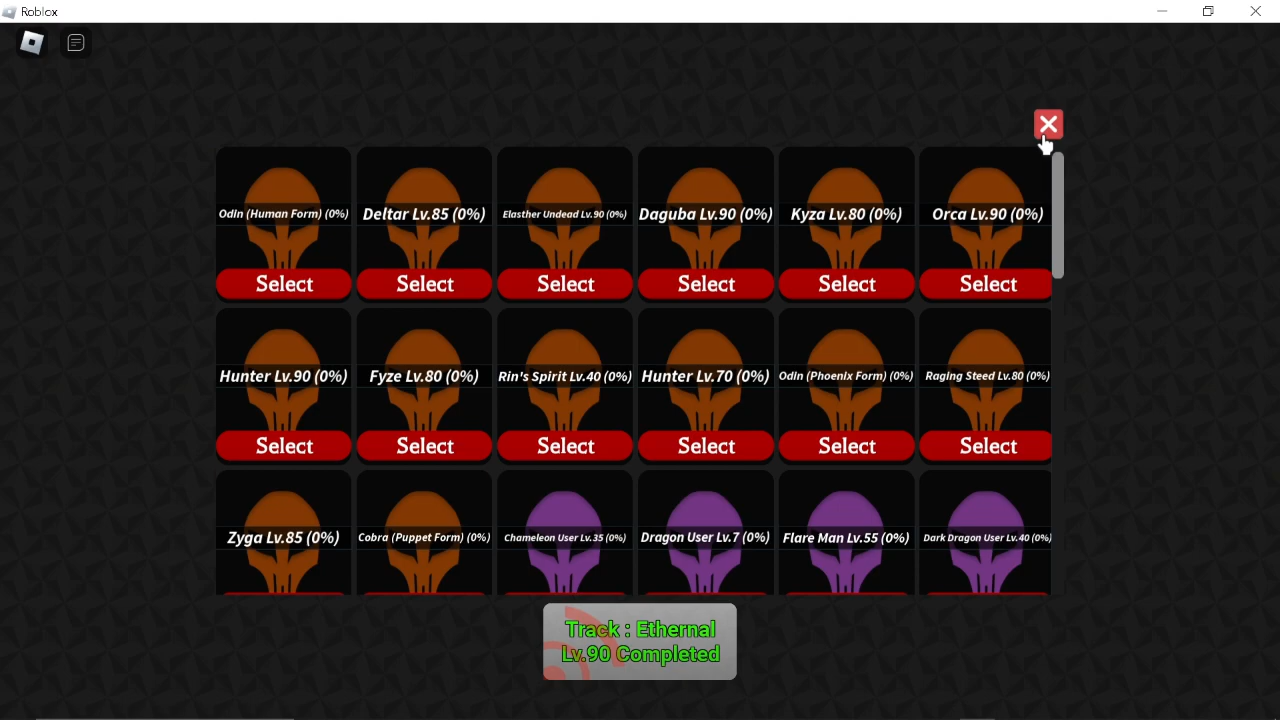 Roblox
Odin (Human Form) (0%)
Deltar Lv.85 (0%)
Elasther Undead Lv.90 (0%)
Daguba Lv.90 (0%)
Kyza Lv.80 (0%)
Orca Lv.90 (0%)
Select
Select
Select
Select
Select
Select
Hunter Lv.90 (0%)
Fyze Lv.80 (0%)
Rin's Spirit Lv.40 (0%)
Hunter Lv.70 (0%)
Odin (Phoenix Form) (0%)
Raging Steed Lv.80 (0%)
Select
Select
Select
Select
Select
Select
Zyga Lv.85 (0%)
Cobra (Puppet Form) (0%)
Chameleon User Lv.35 (0%)
Dragon User Lv.7 (0%)
Flare Man Lv.55 (0%)
Dark Dragon User Lv.40 (0%)
Track : Ethernal
Lv.90 Completed